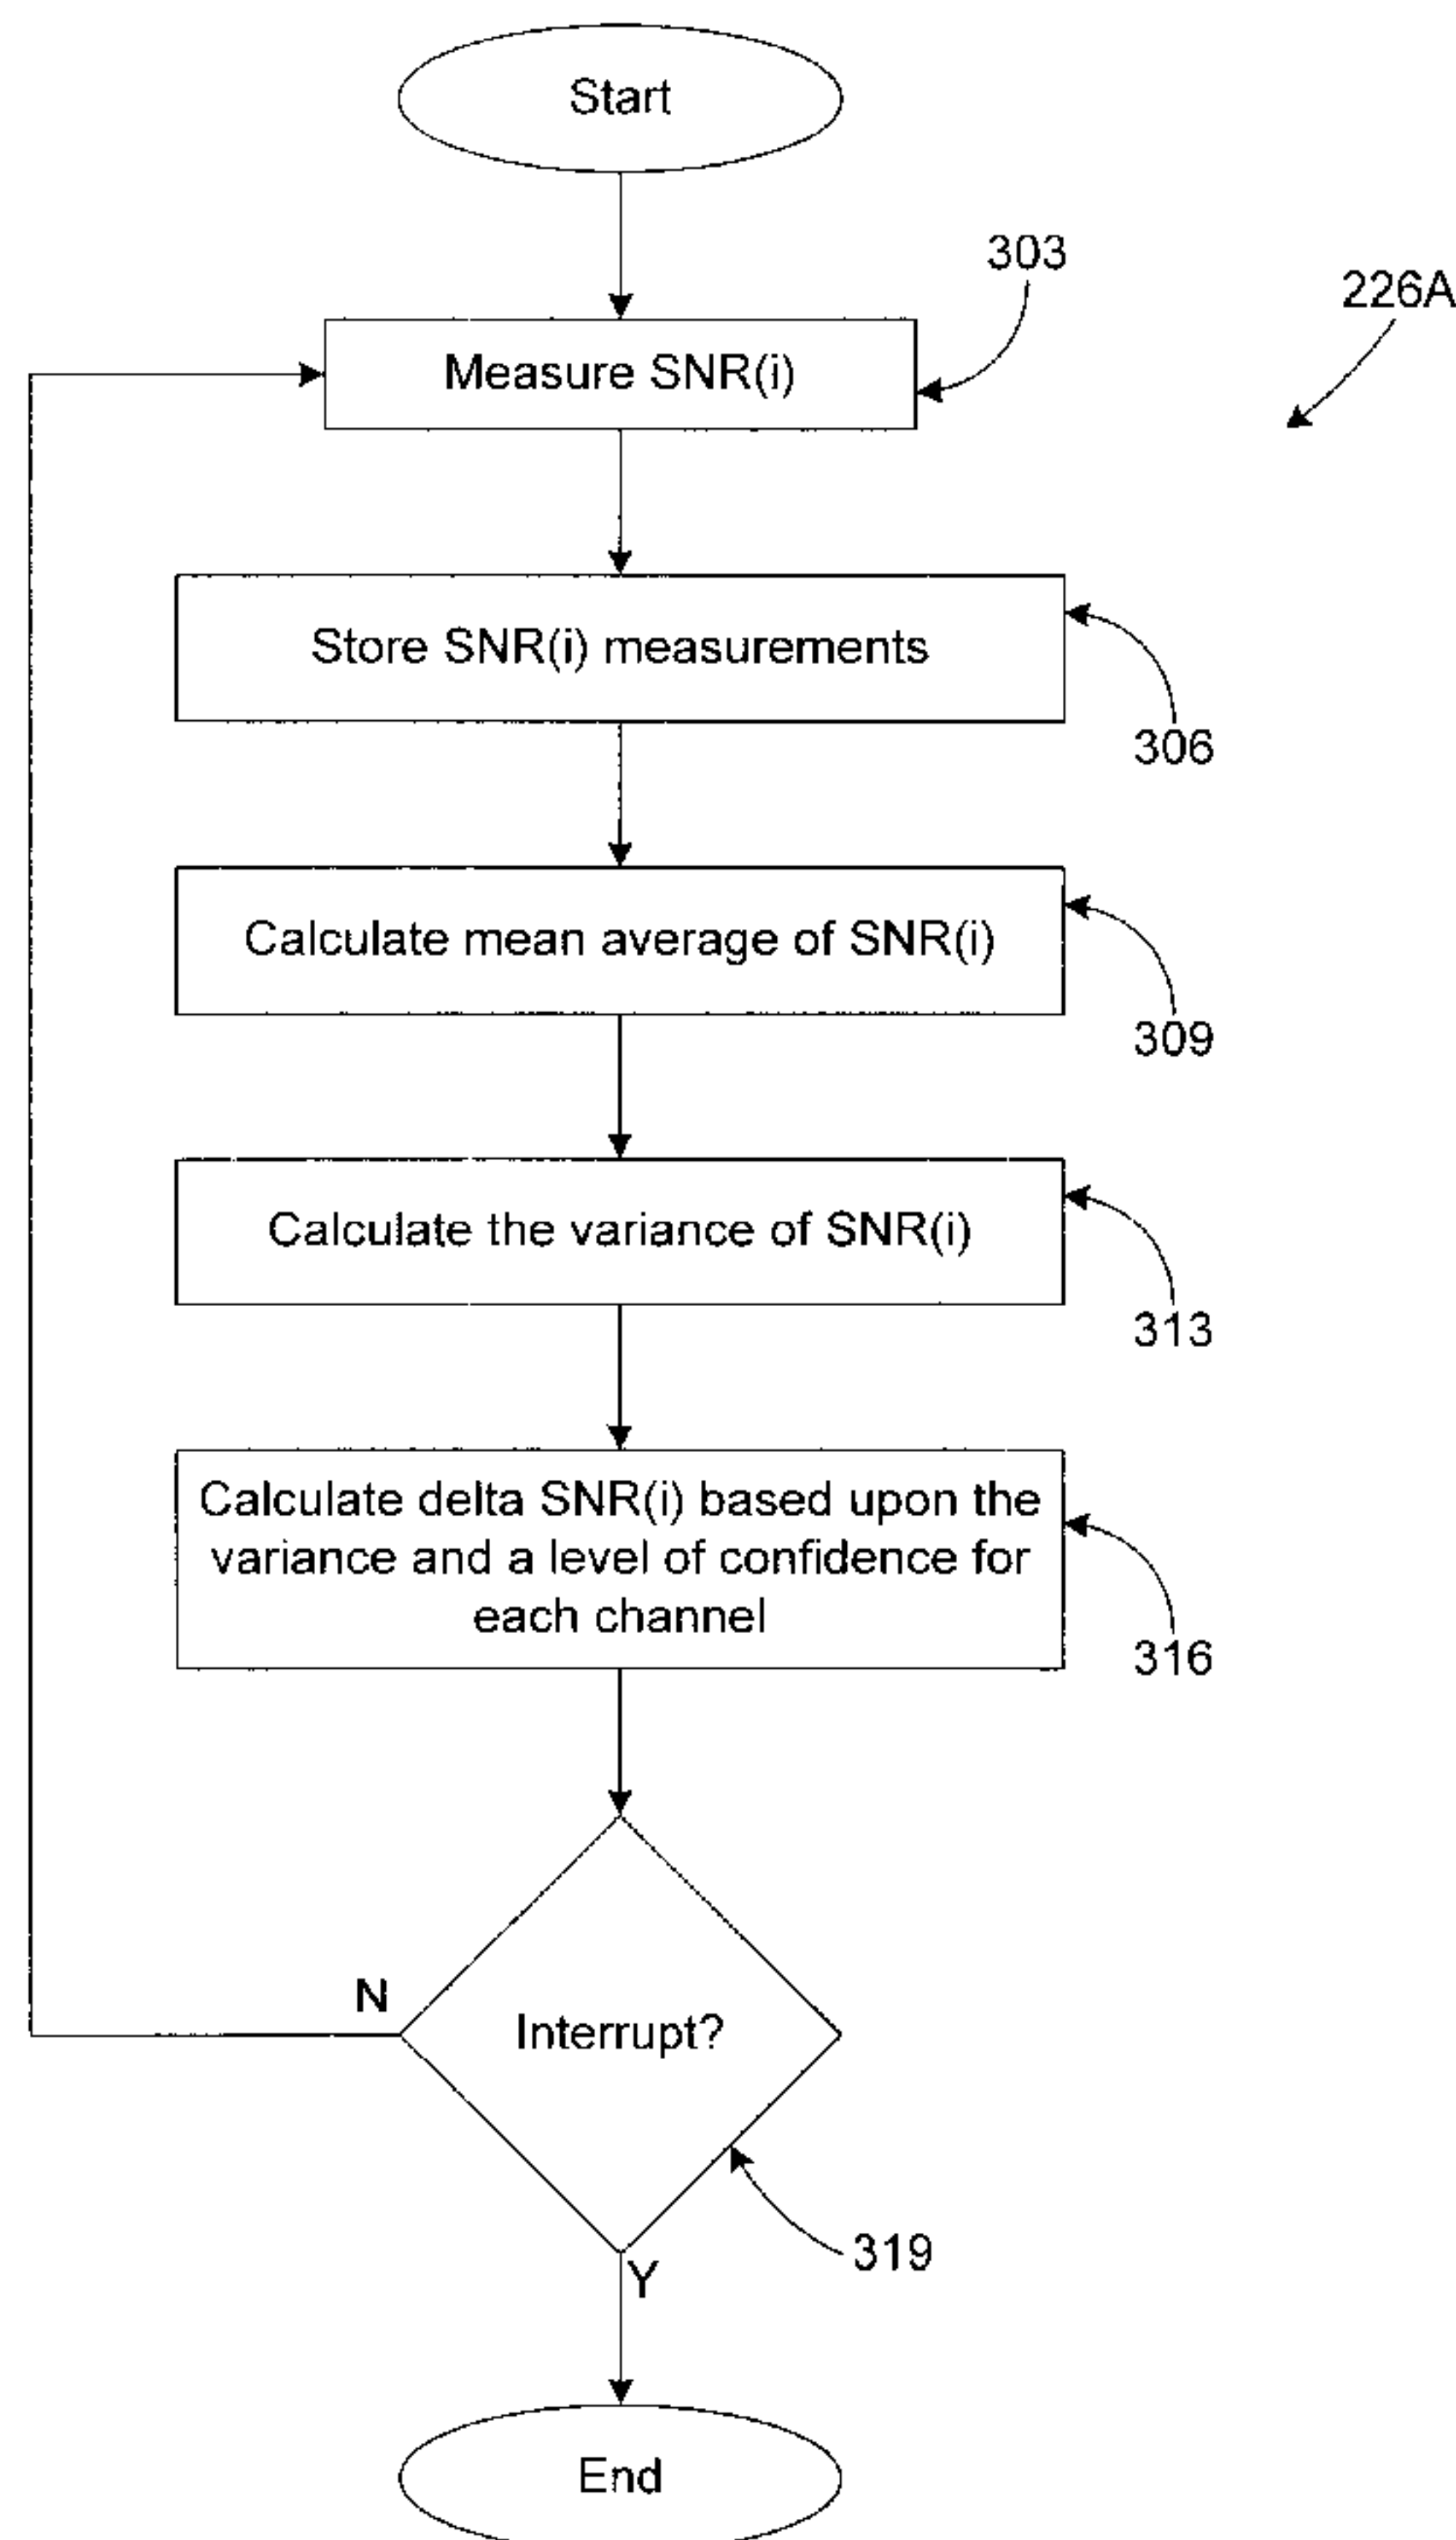 Start
303
226A
Measure SNR(i)
Store SNR(i) measurements
306
Calculate mean average of SNR(i)
309
Calculate the variance of SNR(i)
313
Calculate delta SNR(i) based upon the
variance and a level of confidence for
each channel
316
N
Interrupt?
319
Y
End